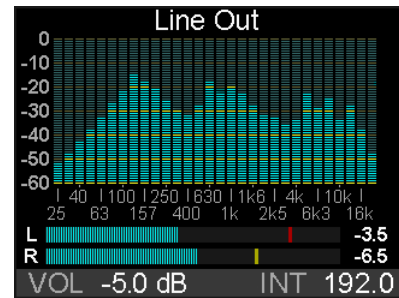 Line Out
0
-10
-20
-30
-40
-50
-60
40 100 250 630 1k6 4k 10k
25 63 157 400 1k 2k5 6k3 16k
L -3.5
R -6.5
VOL -5.0 dB INT 192.0